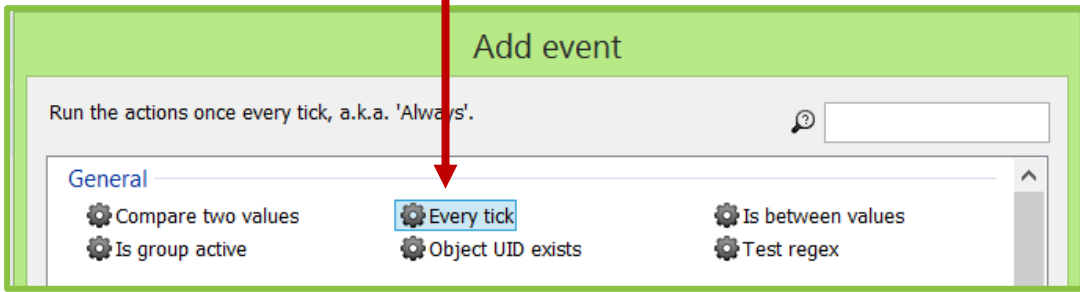 Add event
Run the actions once every tick, a.k.a. 'Always'.
General
Compare two values Every tick Is between values
Is group active Object UID exists Test regex